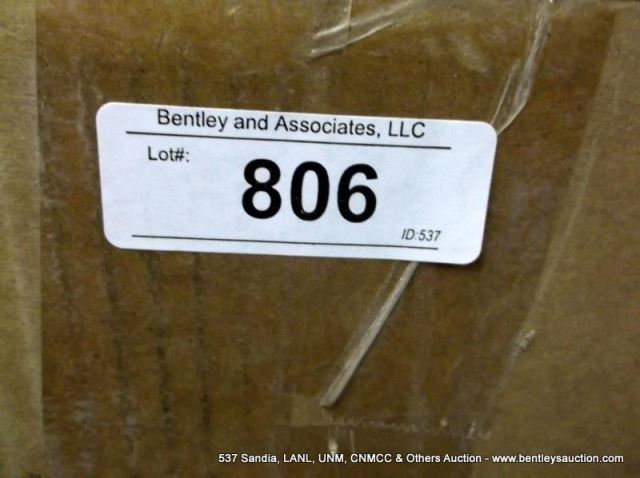 Bentley and Associates, LLC
Lot#:
806
ID:537
537 Sandia, LANL, UNM, CNMCC & Others Auction - www.bentleysauction.com